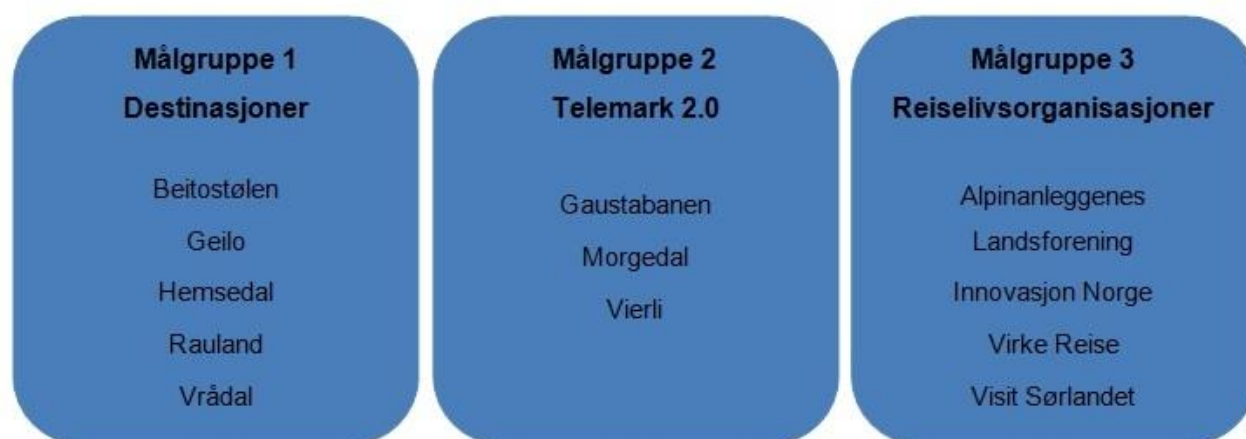 Målgruppe 1
Destinasjoner
Beitostølen
Geilo
Hemsedal
Rauland
Vrådal
Målgruppe 2
Telemark 2.0
Gaustabanen
Morgedal
Vierli
Målgruppe 3
Reiselivsorganisasjoner
Alpinanleggenes
Landsforening
Innovasjon Norge
Virke Reise
Visit Sørlandet